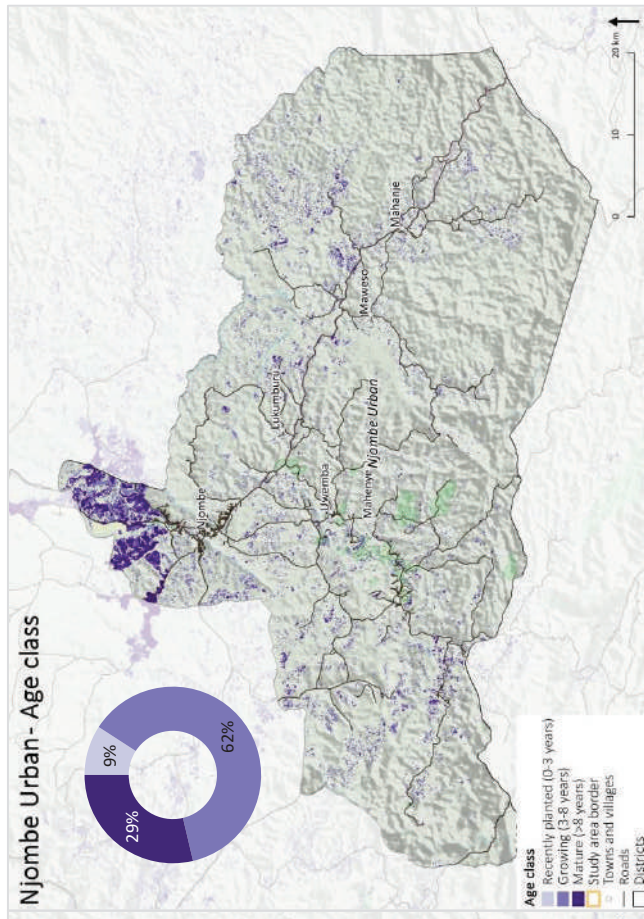 Njombe Urban - Age class
9%
29%
62%
Njombe
Lukumburu
Uwemba
Mahenye
Njombe Urban
Maweso
Mahanje
Age class
Recently planted (0-3 years)
Growing (3-8 years)
Mature (>8 years)
Study area border
Towns and villages
Roads
Districts
0 10 20 km